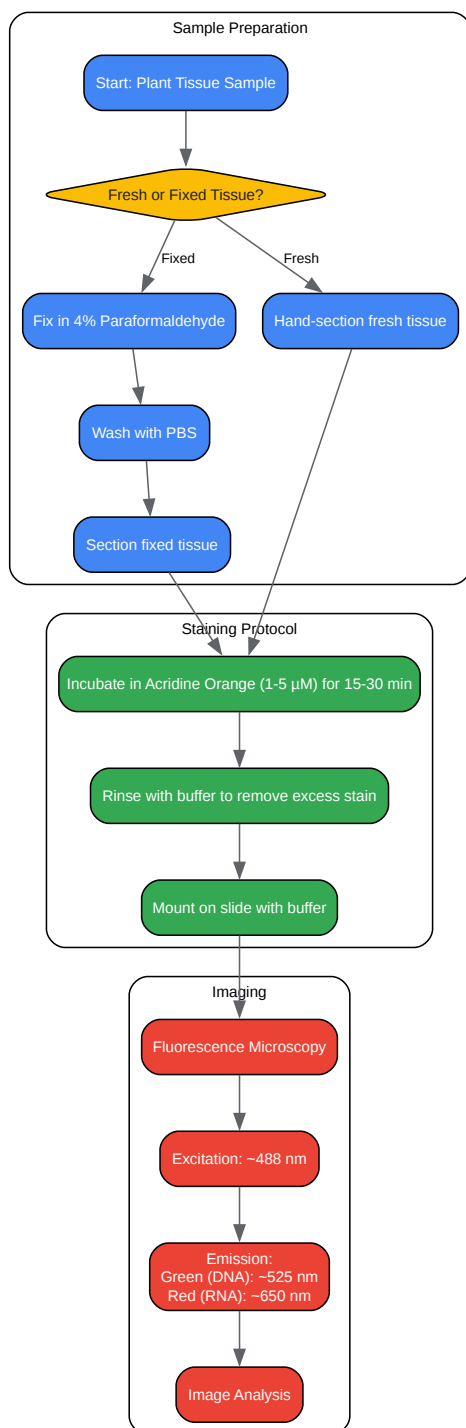 Sample Preparation
Start: Plant Tissue Sample
Fresh or Fixed Tissue?
Fixed
Fresh
Fix in 4% Paraformaldehyde
Hand-section fresh tissue
Wash with PBS
Section fixed tissue
Staining Protocol
Incubate in Acridine Orange (1-5 µM) for 15-30 min
Rinse with buffer to remove excess stain
Mount on slide with buffer
Imaging
Fluorescence Microscopy
Excitation: ~488 nm
Emission:
Green (DNA): ~525 nm
Red (RNA): ~650 nm
Image Analysis